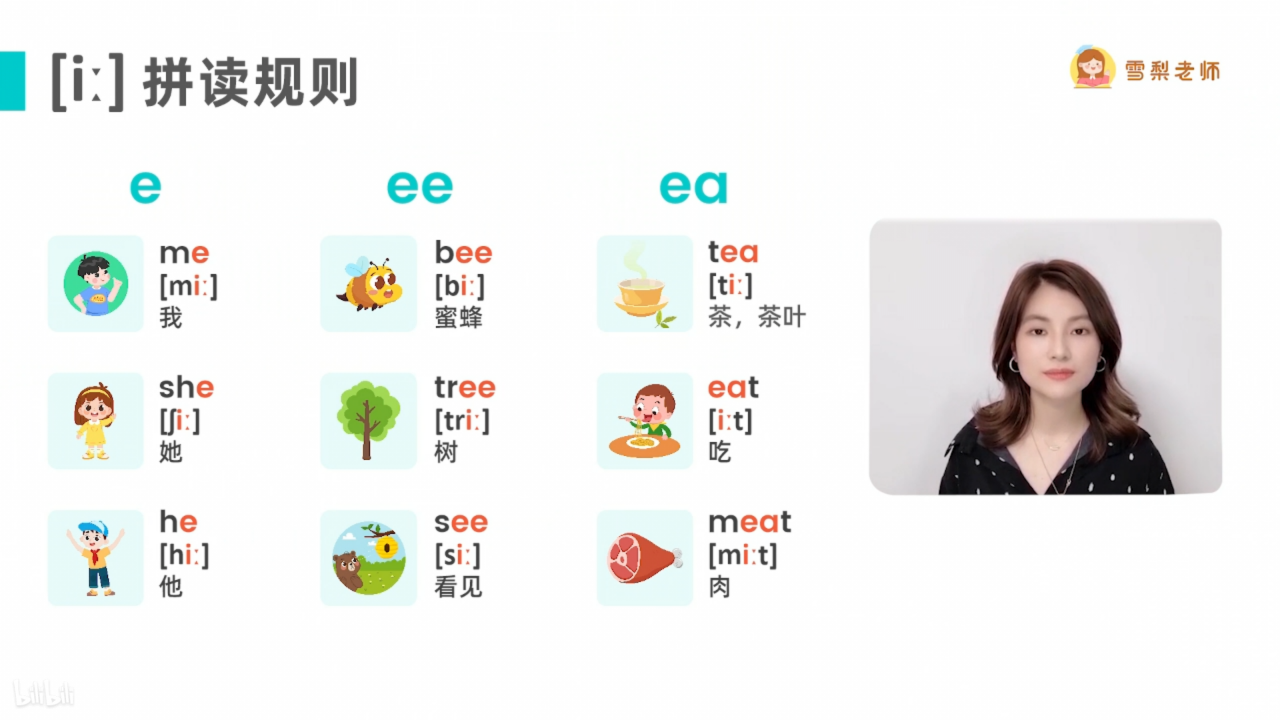 [iː] 拼读规则
雪梨老师
e
me
[miː]
我
she
[ʃiː]
她
he
[hiː]
他
ee
bee
[biː]
蜜蜂
tree
[triː]
树
see
[siː]
看见
ea
tea
[tiː]
茶，茶叶
eat
[iːt]
吃
meat
[miːt]
肉
bilibili